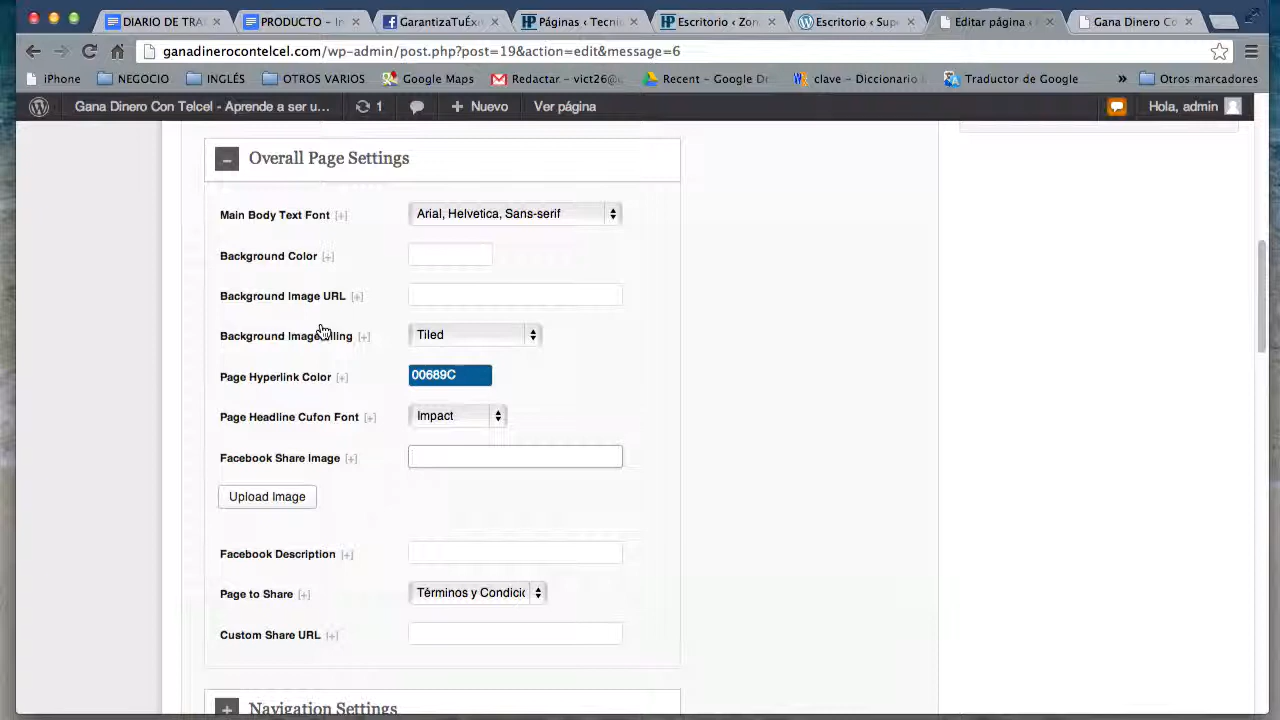 DIARIO DE TRA
PRODUCTO – In
GarantizaTuÉx
Páginas ‹ Tecni
Escritorio ‹ Zon
Escritorio ‹ Sup
Editar página ‹
Gana Dinero Co
ganadinerocontelcel.com/wp-admin/post.php?post=19&action=edit&message=6
iPhone
NEGOCIO
INGLÉS
OTROS VARIOS
Google Maps
Redactar – vict26@
Recent – Google Dr
clave – Diccionario
Traductor de Google
»
Otros marcadores
Gana Dinero Con Telcel - Aprende a ser u...
1
+ Nuevo
Ver página
Hola, admin
Overall Page Settings
Main Body Text Font [+]
Arial, Helvetica, Sans-serif
Background Color [+]
Background Image URL [+]
Background Image [+]
Tiled
Page Hyperlink Color [+]
00689C
Page Headline Cufon Font [+]
Impact
Facebook Share Image [+]
Upload Image
Facebook Description [+]
Page to Share [+]
Términos y Condicio
Custom Share URL [+]
Navigation Settings